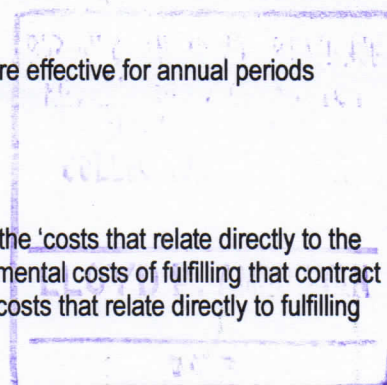 re effective for annual periods
the ‘costs that relate directly to the
mental costs of fulfilling that contract
costs that relate directly to fulfilling